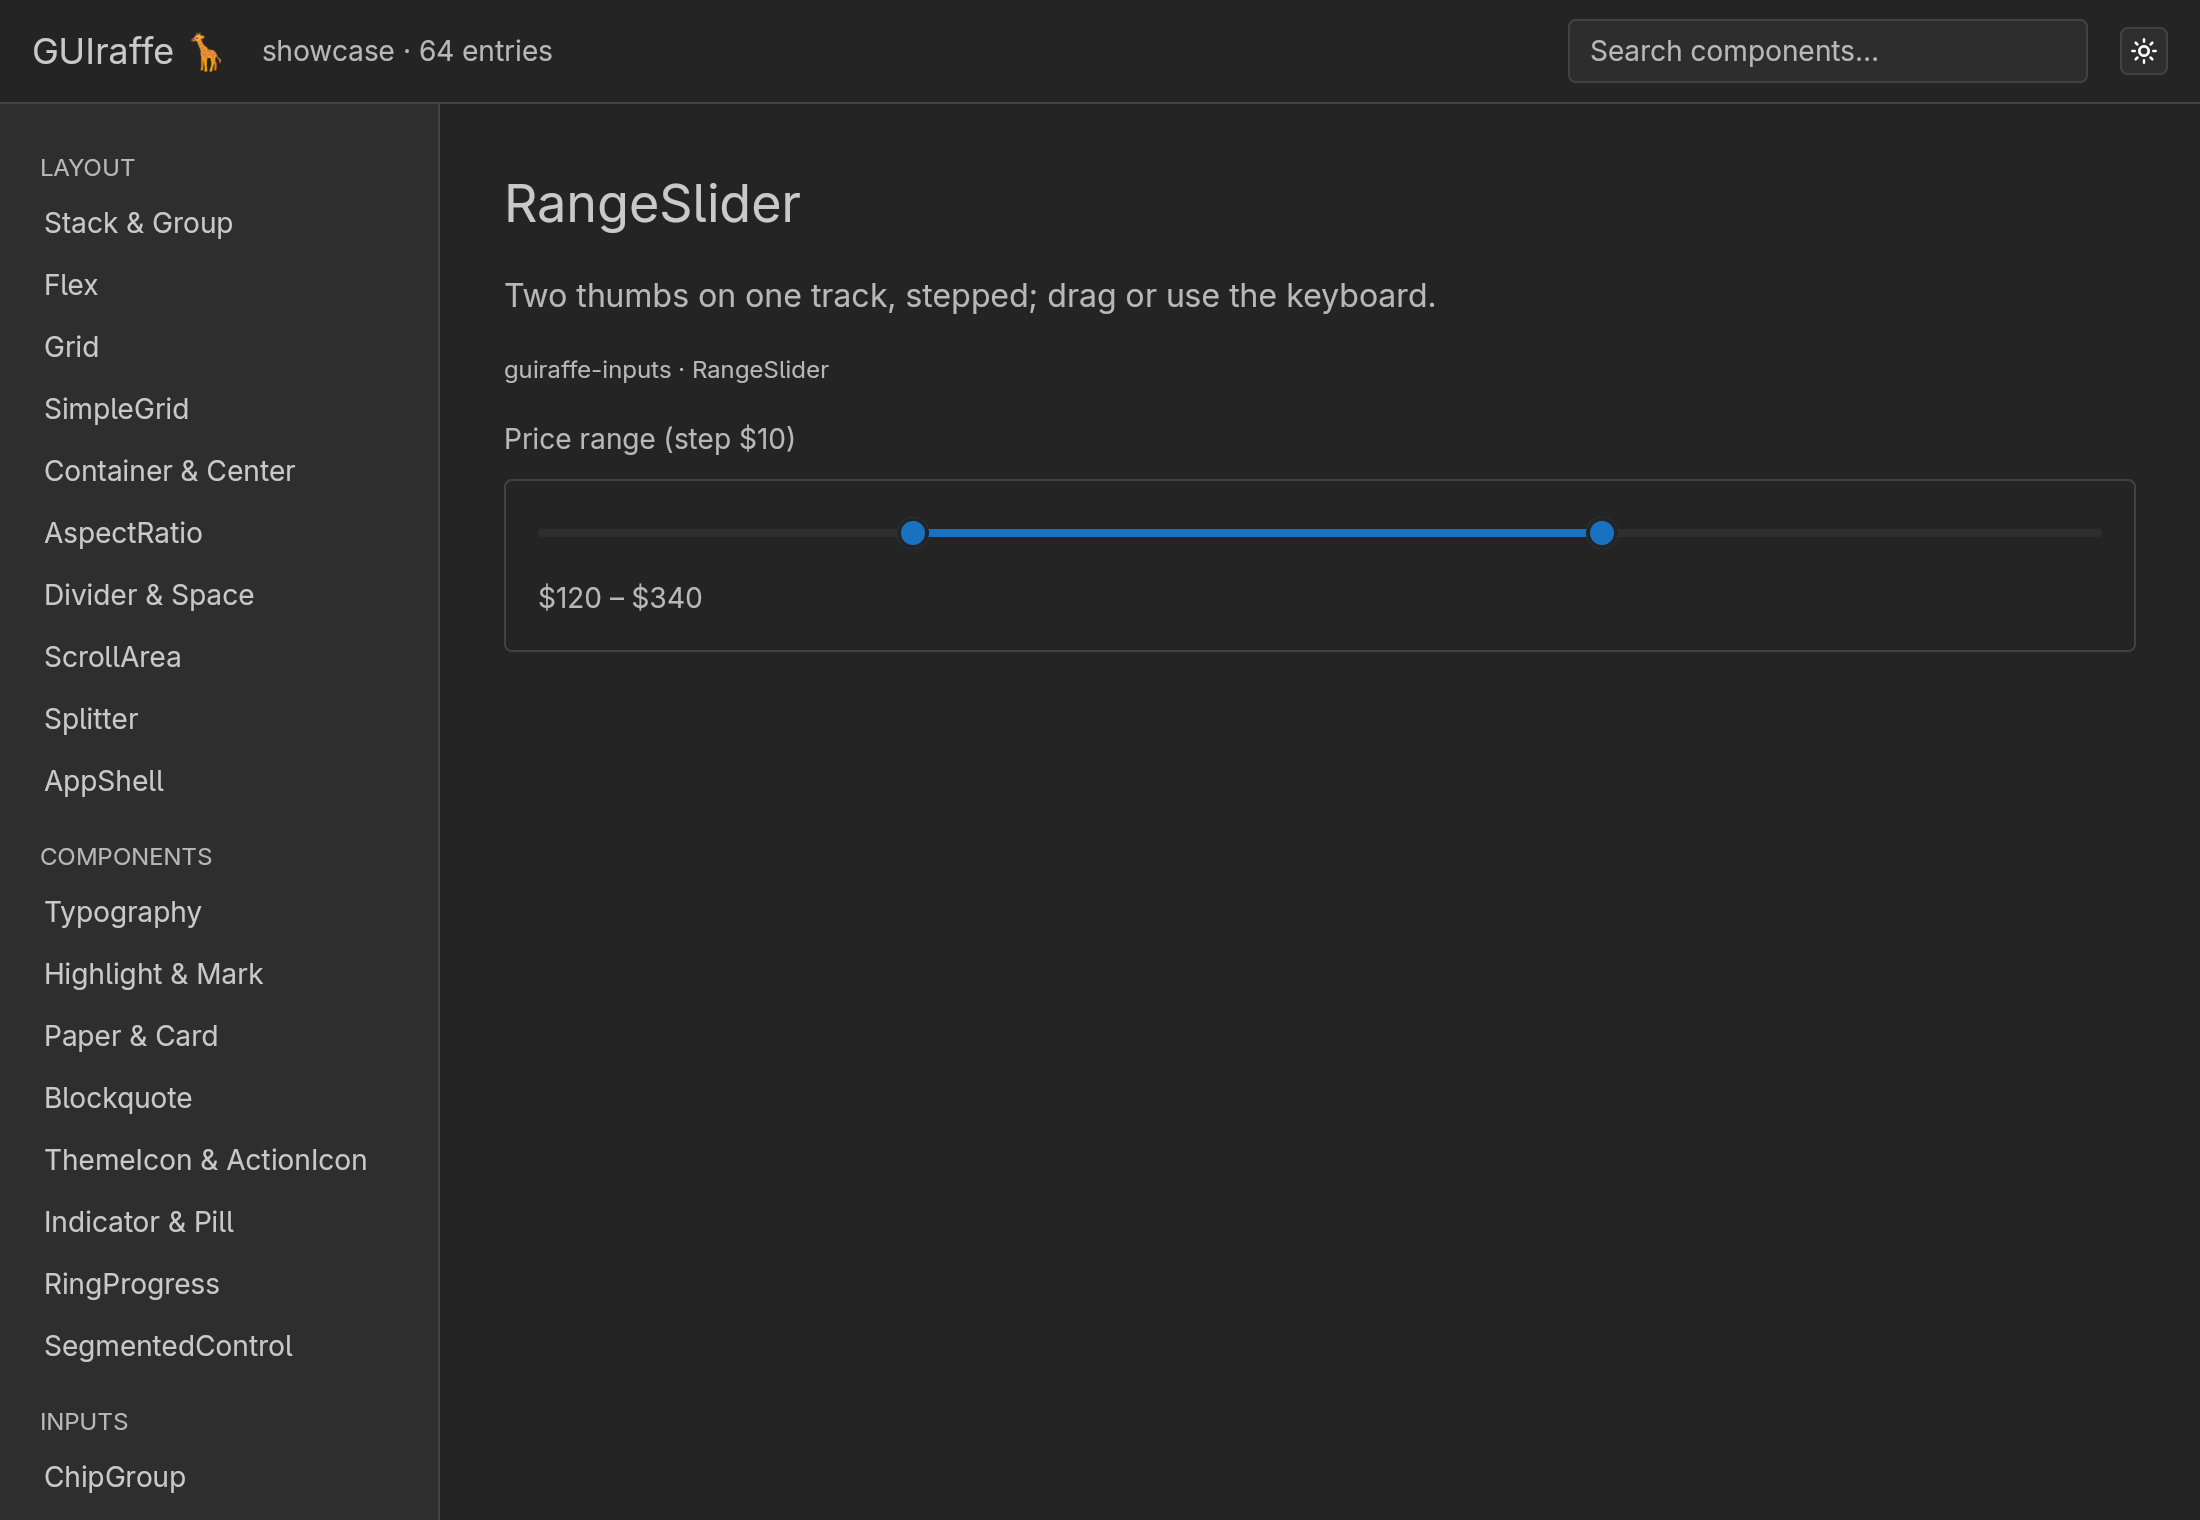 GUIraffe 🦒 showcase · 64 entries
Search components...
LAYOUT
Stack & Group
Flex
Grid
SimpleGrid
Container & Center
AspectRatio
Divider & Space
ScrollArea
Splitter
AppShell
COMPONENTS
Typography
Highlight & Mark
Paper & Card
Blockquote
ThemeIcon & ActionIcon
Indicator & Pill
RingProgress
SegmentedControl
INPUTS
ChipGroup
RangeSlider
Two thumbs on one track, stepped; drag or use the keyboard.
guiraffe-inputs · RangeSlider
Price range (step $10)
$120 – $340